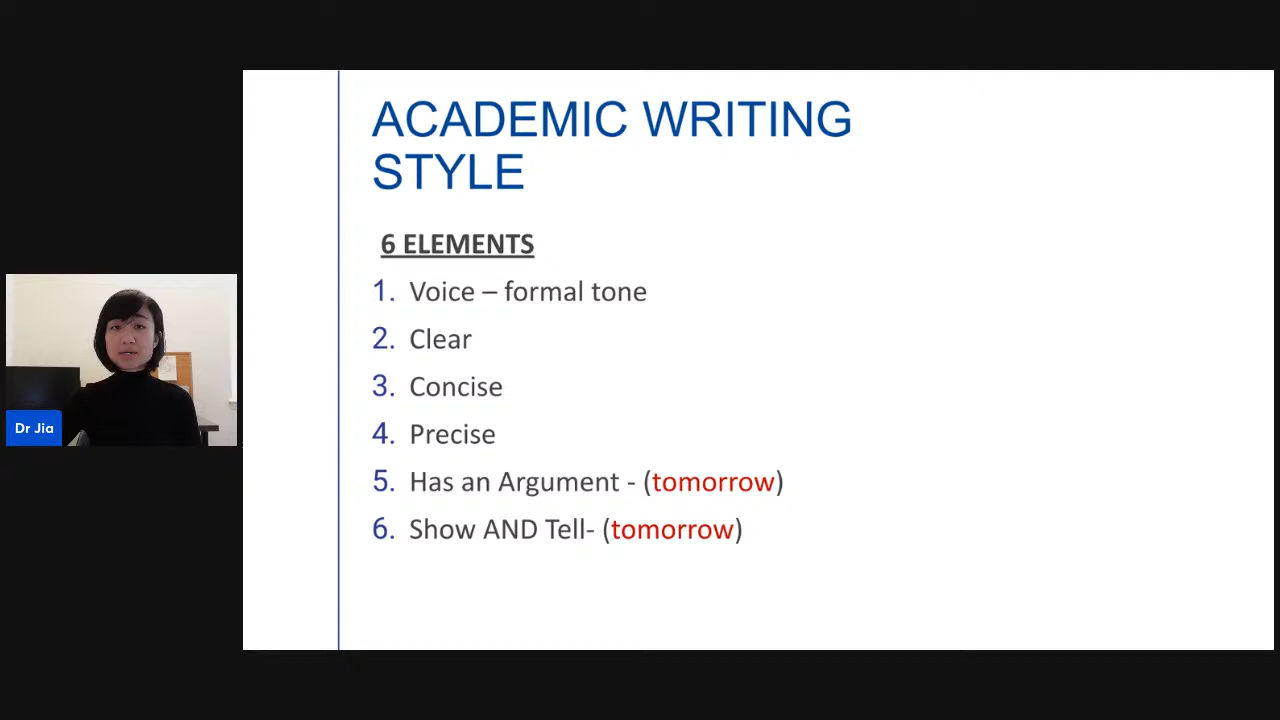 ACADEMIC WRITING
STYLE
6 ELEMENTS
1. Voice – formal tone
2. Clear
3. Concise
4. Precise
5. Has an Argument - (tomorrow)
6. Show AND Tell- (tomorrow)
Dr Jia